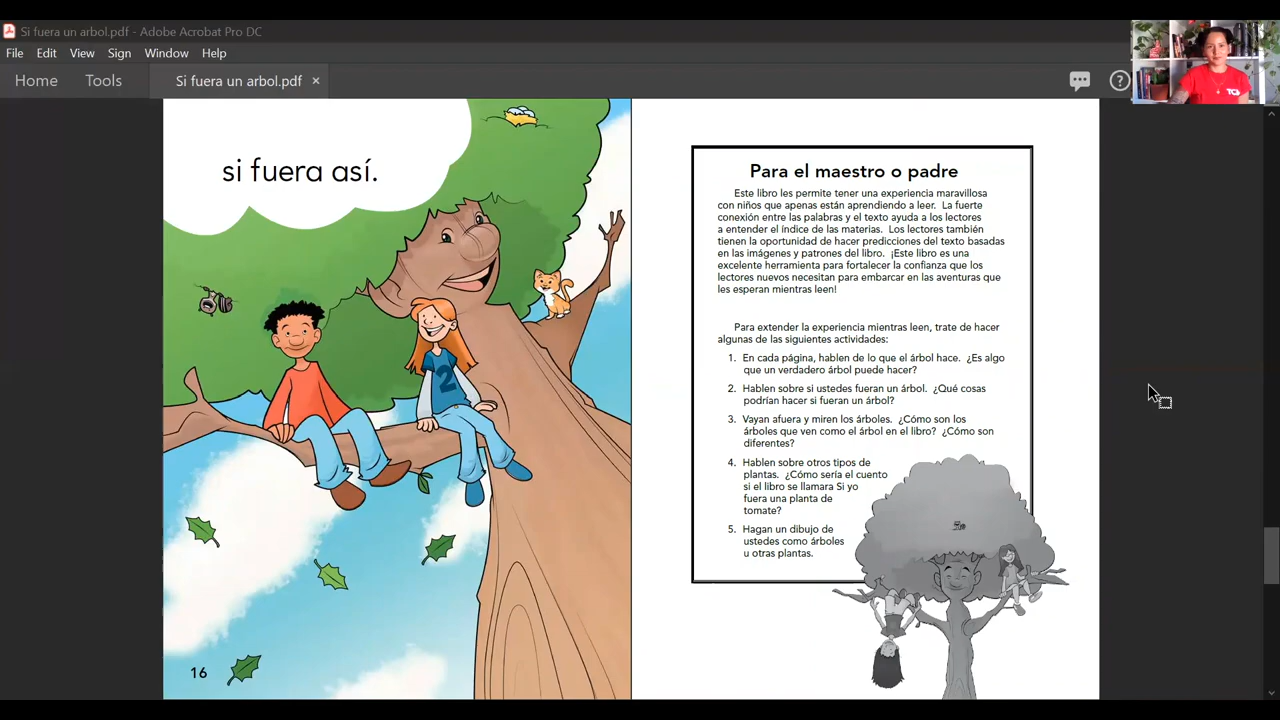 Si fuera un arbol.pdf - Adobe Acrobat Pro DC
File Edit View Sign Window Help
Home Tools Si fuera un arbol.pdf ×
si fuera así.
2
16
Para el maestro o padre
Este libro les permite tener una experiencia maravillosa
con niños que apenas están aprendiendo a leer. La fuerte
conexión entre las palabras y el texto ayuda a los lectores
a entender el índice de las materias. Los lectores también
tienen la oportunidad de hacer predicciones del texto basadas
en las imágenes y patrones del libro. ¡Este libro es una
excelente herramienta para fortalecer la confianza que los
lectores nuevos necesitan para embarcar en las aventuras que
les esperan mientras leen!
Para extender la experiencia mientras leen, trate de hacer
algunas de las siguientes actividades:
1. En cada página, hablen de lo que el árbol hace. ¿Es algo
que un verdadero árbol puede hacer?
2. Hablen sobre si ustedes fueran un árbol. ¿Qué cosas
podrían hacer si fueran un árbol?
3. Vayan afuera y miren los árboles. ¿Cómo son los
árboles que ven como el árbol en el libro? ¿Cómo son
diferentes?
4. Hablen sobre otros tipos de
plantas. ¿Cómo sería el cuento
si el libro se llamara Si yo
fuera una planta de
tomate?
5. Hagan un dibujo de
ustedes como árboles
u otras plantas.